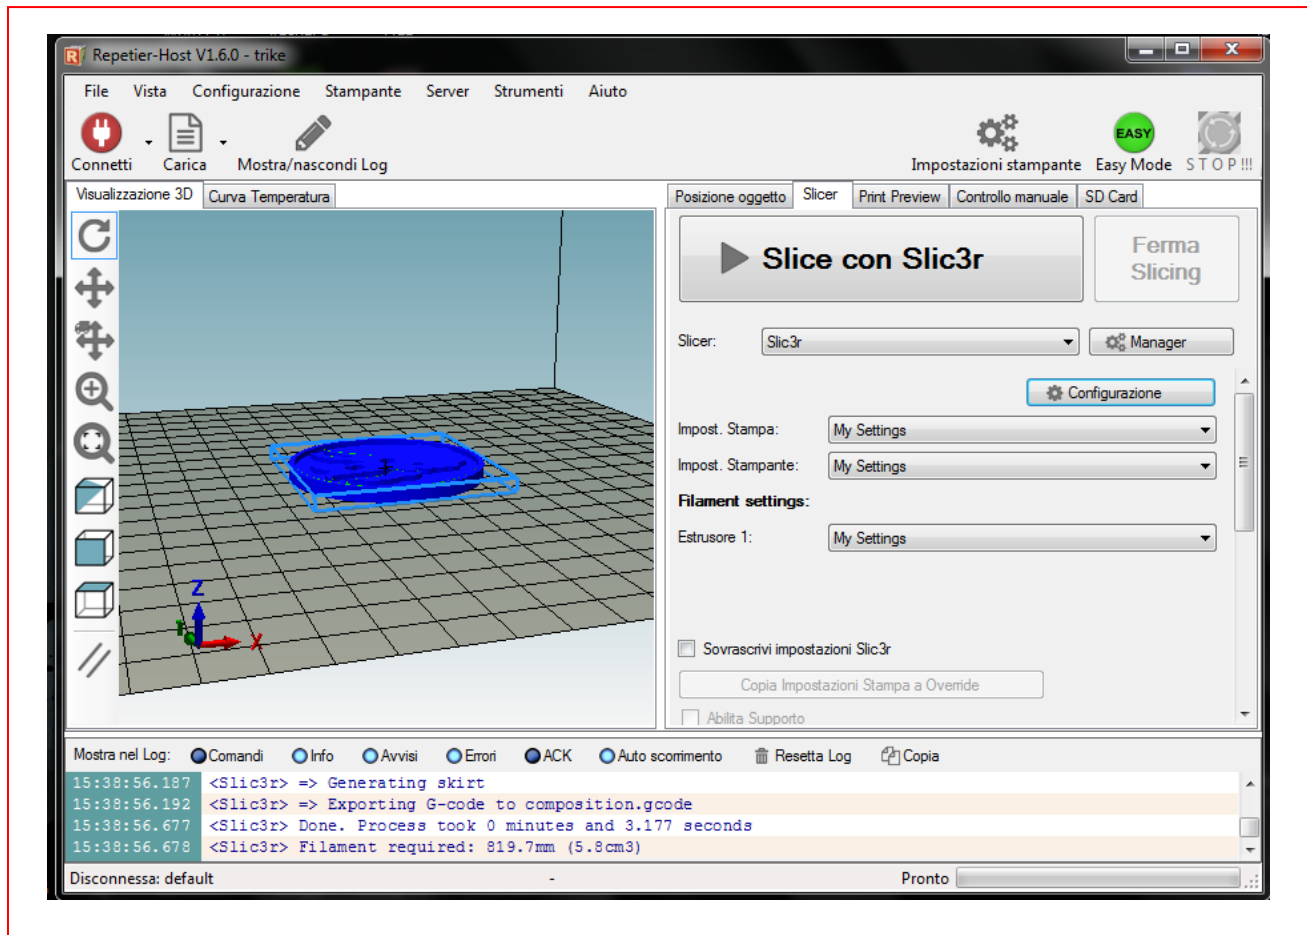 Repetier-Host V1.6.0 - trike
File Vista Configurazione Stampante Server Strumenti Aiuto
EASY
Connetti Carica Mostra/nascondi Log Impostazioni stampante Easy Mode STOP!!!
Visualizzazione 3D Curva Temperatura Posizione oggetto Slicer Print Preview Controllo manuale SD Card
Slice con Slic3r
Ferma
Slicing
Slicer: Slic3r Manager
Configurazione
Impost. Stampa: My Settings
Impost. Stampante: My Settings
Filament settings:
Estrusore 1: My Settings
Z
X
Sovrascrivi impostazioni Slic3r
Copia Impostazioni Stampa a Override
Abilita Supporto
Mostra nel Log: Comandi Info Avvisi Errori ACK Auto scorrimento Resetta Log Copia
15:38:56.187 <Slic3r> => Generating skirt
15:38:56.192 <Slic3r> => Exporting G-code to composition.gcode
15:38:56.677 <Slic3r> Done. Process took 0 minutes and 3.177 seconds
15:38:56.678 <Slic3r> Filament required: 819.7mm (5.8cm3)
Disconnessa: default - Pronto